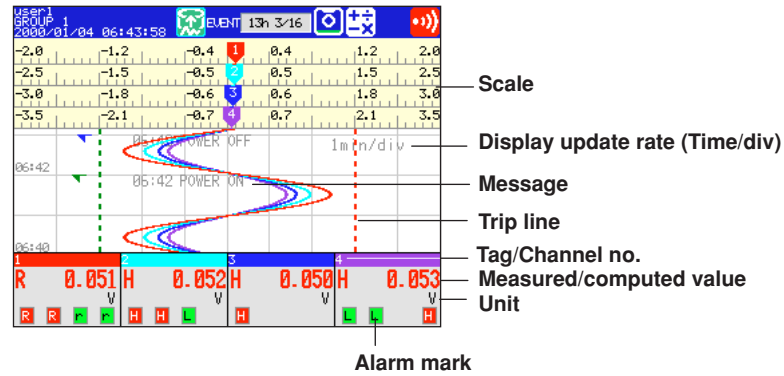 user1
GROUP 1
2000/01/04 06:43:58
EVENT 13h 3/16
-2.0 -1.2 -0.4 1 0.4 1.2 2.0
-2.5 -1.5 -0.5 2 0.5 1.5 2.5
-3.0 -1.8 -0.6 3 0.6 1.8 3.0
-3.5 -2.1 -0.7 4 0.7 2.1 3.5
Scale
POWER OFF
1min/div
Display update rate (Time/div)
06:42
06:42 POWER ON
Message
Trip line
06:40
1 2 3 4
Tag/Channel no.
R 0.051 H 0.052 H 0.050 H 0.053
Measured/computed value
V V V V
Unit
R R r r H H L H L L H
Alarm mark